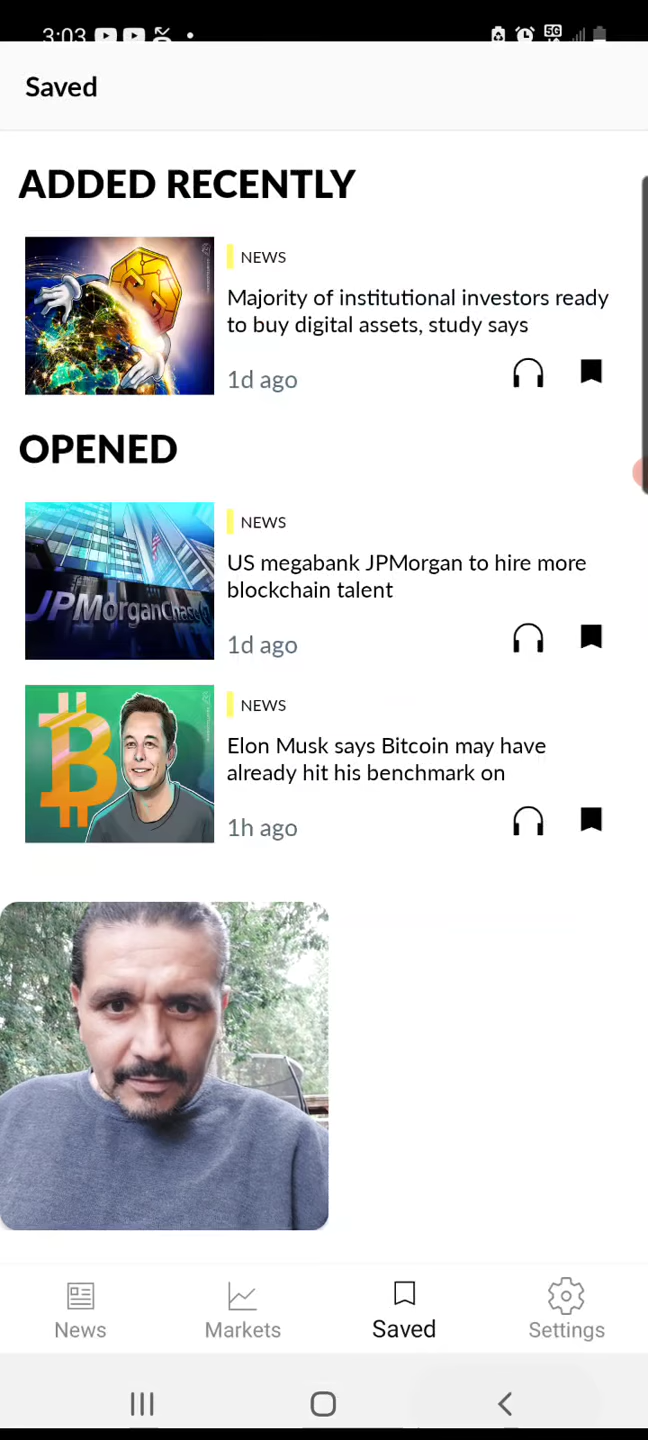 3:03
5G
Saved
ADDED RECENTLY
NEWS
Majority of institutional investors ready
to buy digital assets, study says
1d ago
OPENED
JPMorganChase
NEWS
US megabank JPMorgan to hire more
blockchain talent
1d ago
NEWS
Elon Musk says Bitcoin may have
already hit his benchmark on
1h ago
News
Markets
Saved
Settings